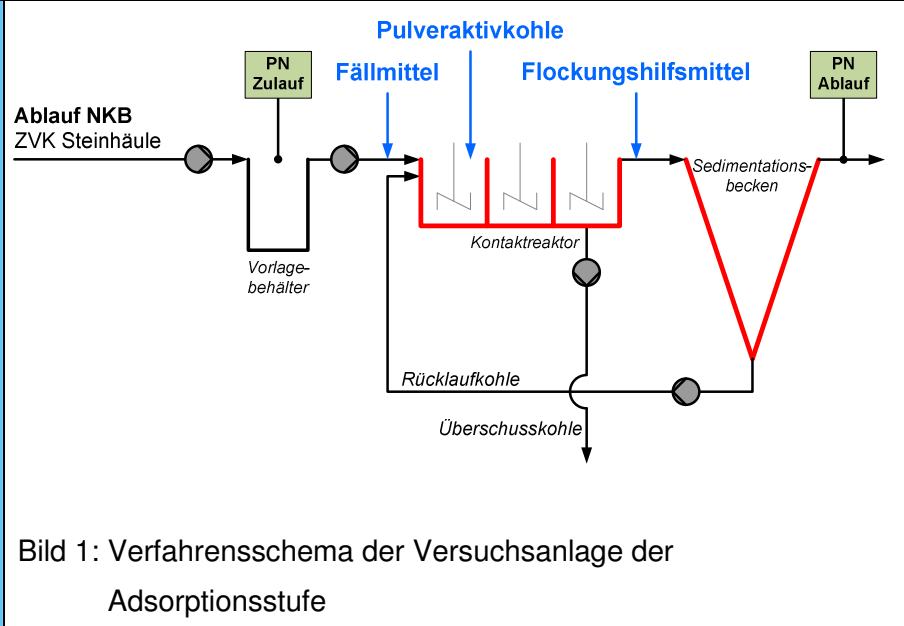 Pulveraktivkohle
PN
Zulauf
Fällmittel
Flockungshilfsmittel
PN
Ablauf
Ablauf NKB
ZVK Steinhäule
Sedimentations-
becken
Kontaktreaktor
Vorlage-
behälter
Rücklaufkohle
Überschusskohle
Bild 1: Verfahrensschema der Versuchsanlage der
Adsorptionsstufe